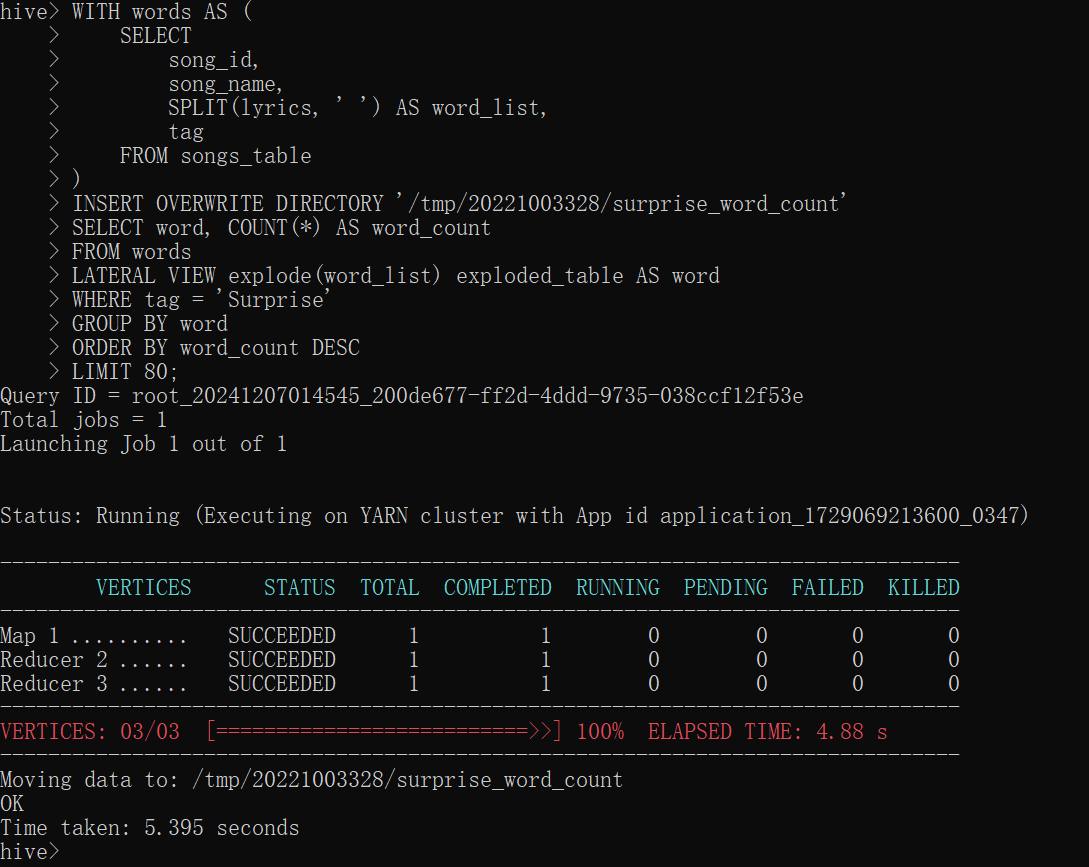 hive> WITH words AS (
    >     SELECT
    >         song_id,
    >         song_name,
    >         SPLIT(lyrics, ' ') AS word_list,
    >         tag
    >     FROM songs_table
    > )
    > INSERT OVERWRITE DIRECTORY '/tmp/20221003328/surprise_word_count'
    > SELECT word, COUNT(*) AS word_count
    > FROM words
    > LATERAL VIEW explode(word_list) exploded_table AS word
    > WHERE tag = 'Surprise'
    > GROUP BY word
    > ORDER BY word_count DESC
    > LIMIT 80;
Query ID = root_20241207014545_200de677-ff2d-4ddd-9735-038ccf12f53e
Total jobs = 1
Launching Job 1 out of 1
Status: Running (Executing on YARN cluster with App id application_1729069213600_0347)
--------------------------------------------------------------------------------
        VERTICES      STATUS  TOTAL  COMPLETED  RUNNING  PENDING  FAILED  KILLED
--------------------------------------------------------------------------------
Map 1 ..........   SUCCEEDED      1          1        0        0       0       0
Reducer 2 ......   SUCCEEDED      1          1        0        0       0       0
Reducer 3 ......   SUCCEEDED      1          1        0        0       0       0
--------------------------------------------------------------------------------
VERTICES: 03/03  [==========================>>] 100%  ELAPSED TIME: 4.88 s
--------------------------------------------------------------------------------
Moving data to: /tmp/20221003328/surprise_word_count
OK
Time taken: 5.395 seconds
hive>